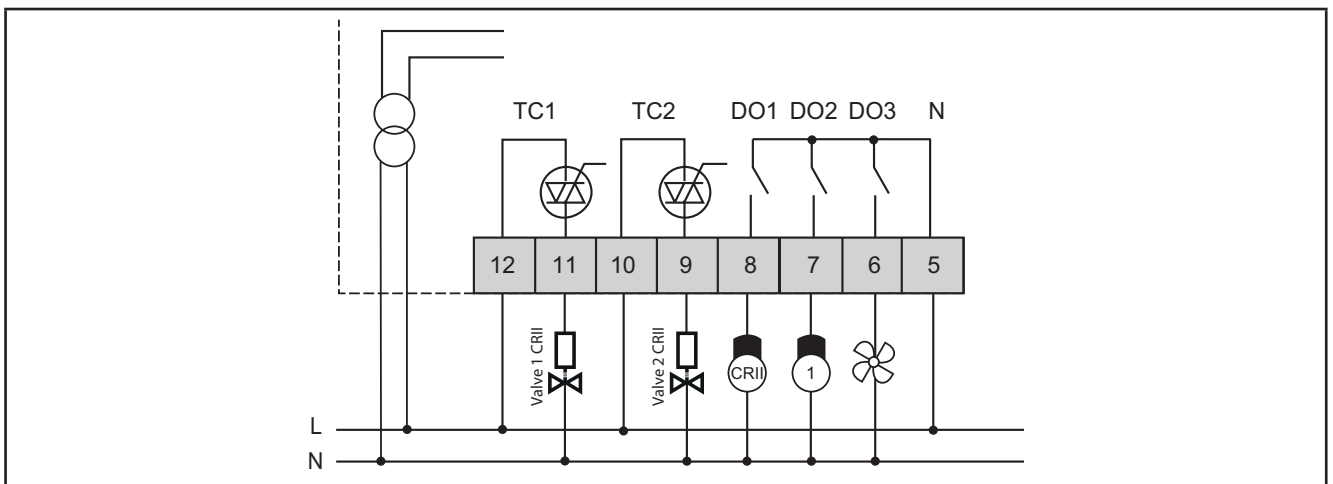 TC1 TC2 DO1 DO2 DO3 N
12 11 10 9 8 7 6 5
Valve 1 CRII
Valve 2 CRII
CRII
1
L
N